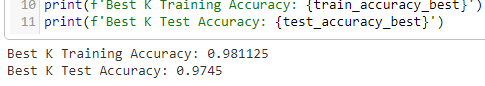 10 print(f'Best K Training Accuracy: {train_accuracy_best}')
11 print(f'Best K Test Accuracy: {test_accuracy_best}')
Best K Training Accuracy: 0.981125
Best K Test Accuracy: 0.9745